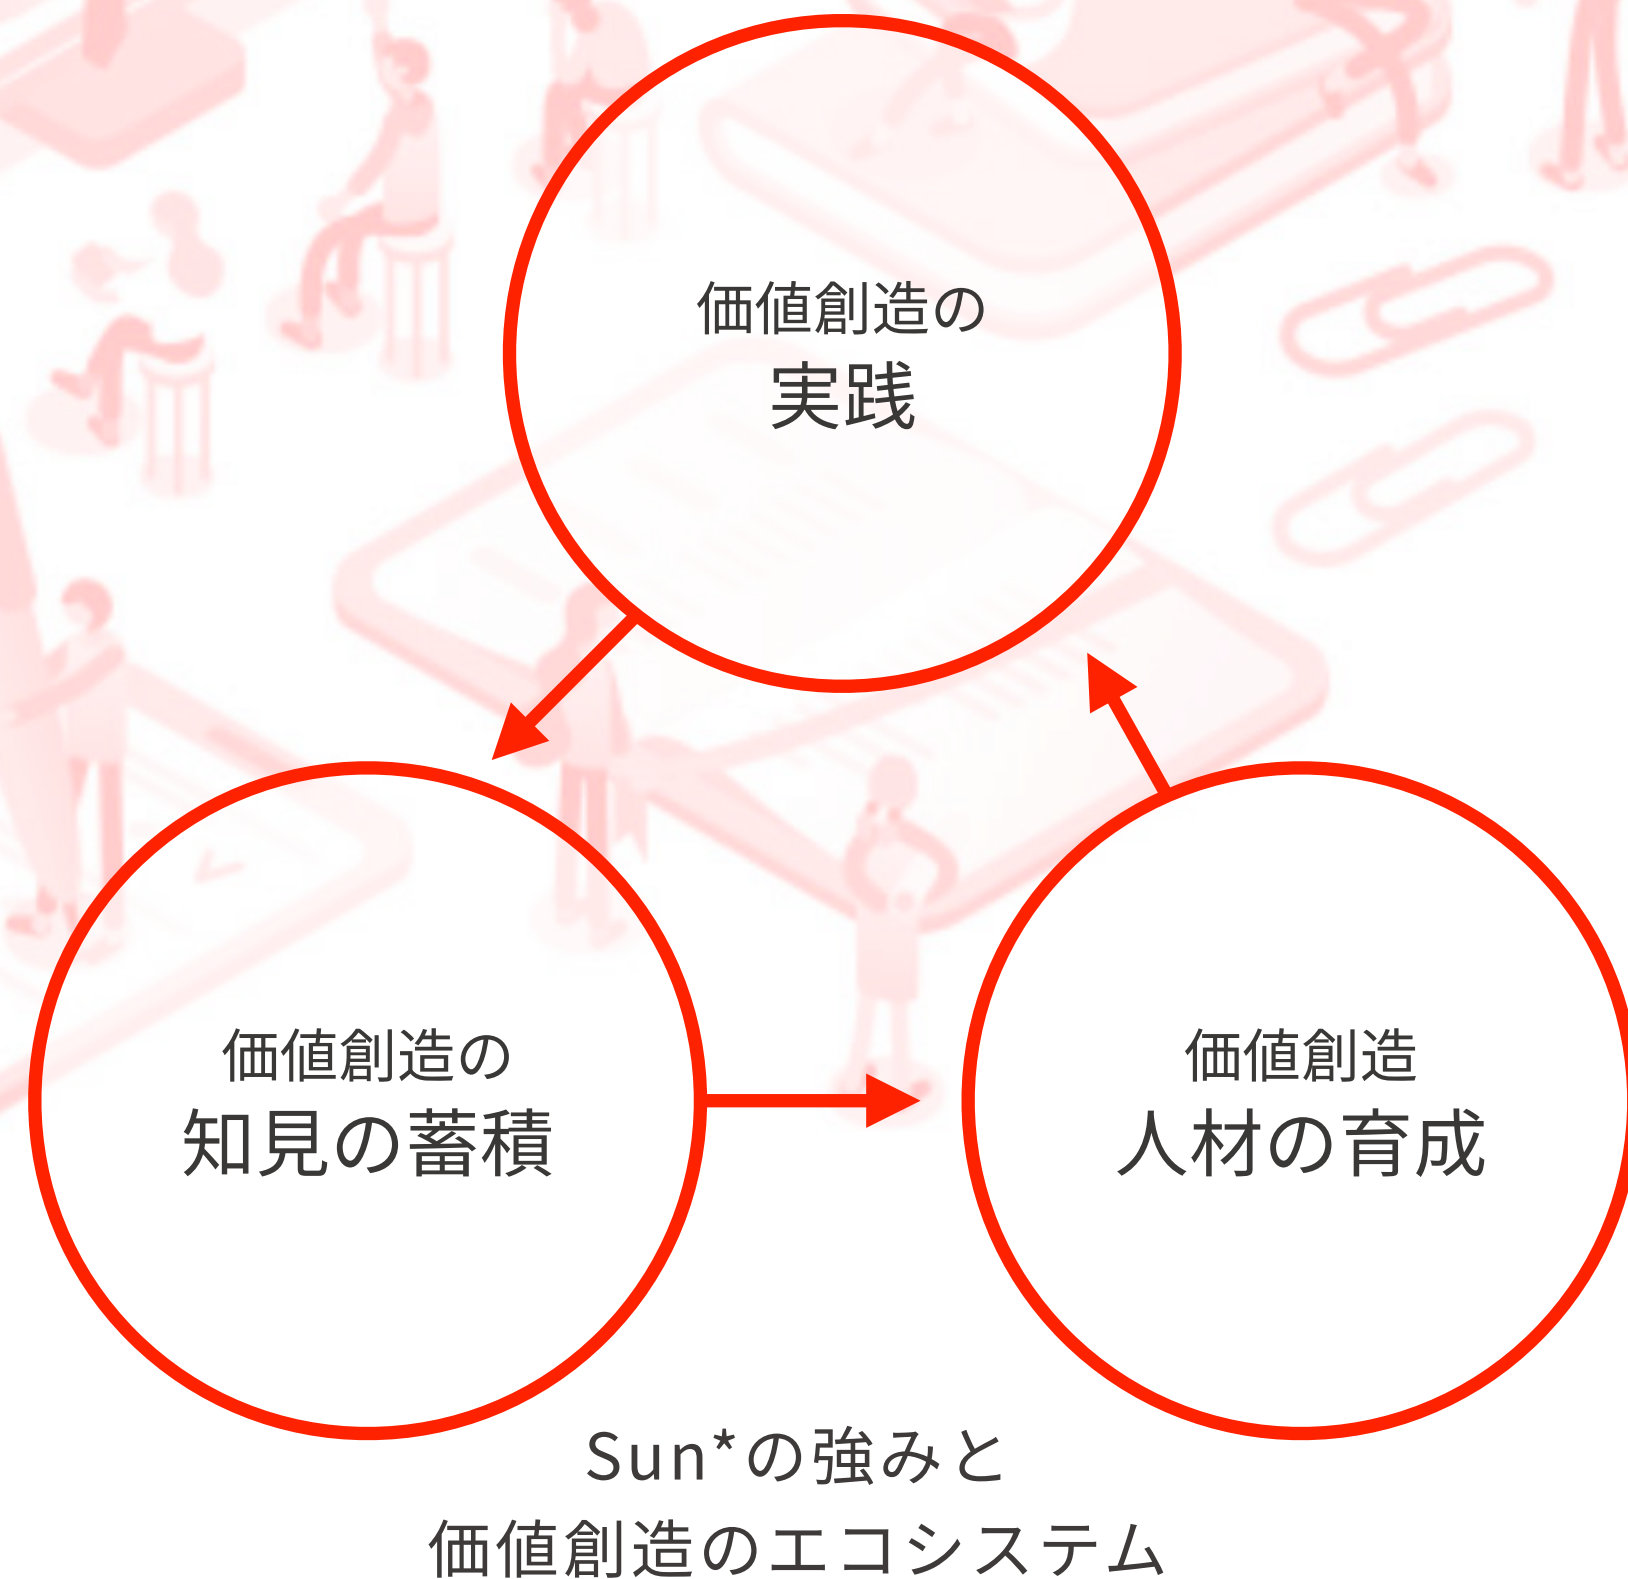 価値創造の
実践
価値創造の
知見の蓄積
価値創造
人材の育成
Sun*の強みと
価値創造のエコシステム